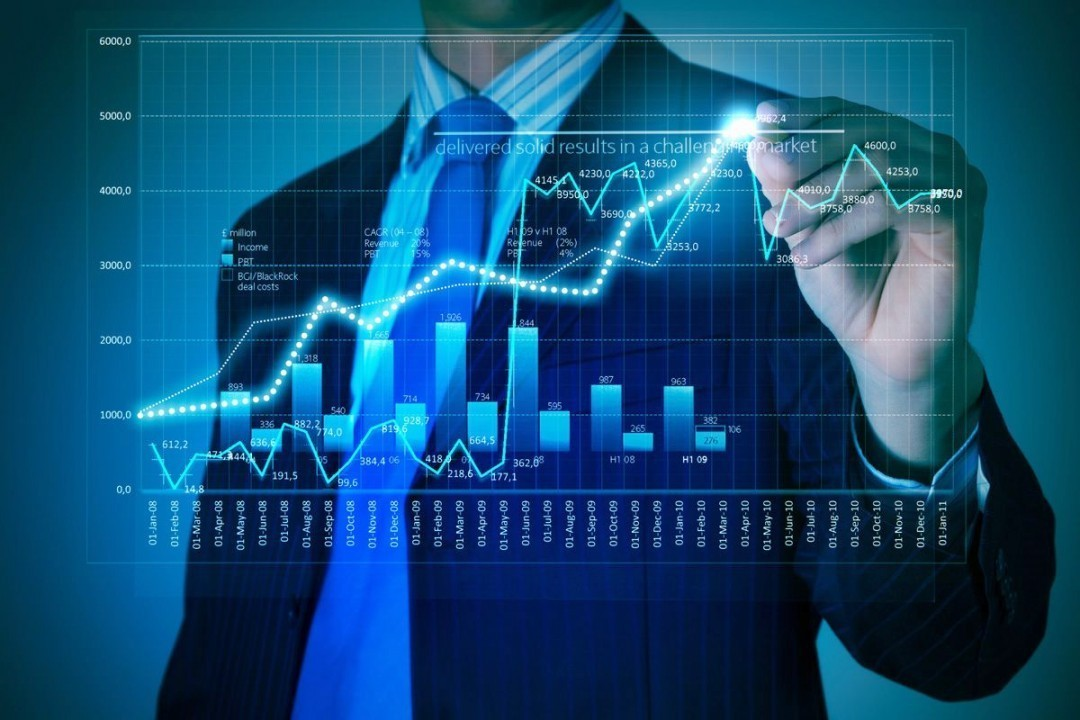 6000,0
5000,0
4000,0
3000,0
2000,0
1000,0
0,0
delivered solid results in a challenging market
£ million
Income
PBT
BGI/BlackRock
deal costs
CAGR (04 – 08)
Revenue 20%
PBT 15%
H1 09 v H1 08
Revenue (2%)
PBT 4%
4145,1
3950,0
4230,0
3690,0
4222,0
4365,0
3253,0
3772,2
4230,0
3086,3
4010,0
3758,0
3880,0
4600,0
4253,0
3758,0
893
336
1,318
540
1,665
714
1,926
734
1,844
595
987
265
963
382
276
106
612,2
14,8
444,1
636,6
191,5
882,2
774,0
99,6
384,4
819,6
928,7
418,0
218,6
664,5
177,1
362,0
05
06
H1 08
H1 09
01-Jan-08
01-Feb-08
01-Mar-08
01-Apr-08
01-May-08
01-Jun-08
01-Jul-08
01-Aug-08
01-Sep-08
01-Oct-08
01-Nov-08
01-Dec-08
01-Jan-09
01-Feb-09
01-Mar-09
01-Apr-09
01-May-09
01-Jun-09
01-Jul-09
01-Aug-09
01-Sep-09
01-Oct-09
01-Nov-09
01-Dec-09
01-Jan-10
01-Feb-10
01-Mar-10
01-Apr-10
01-May-10
01-Jun-10
01-Jul-10
01-Aug-10
01-Sep-10
01-Oct-10
01-Nov-10
01-Dec-10
01-Jan-11